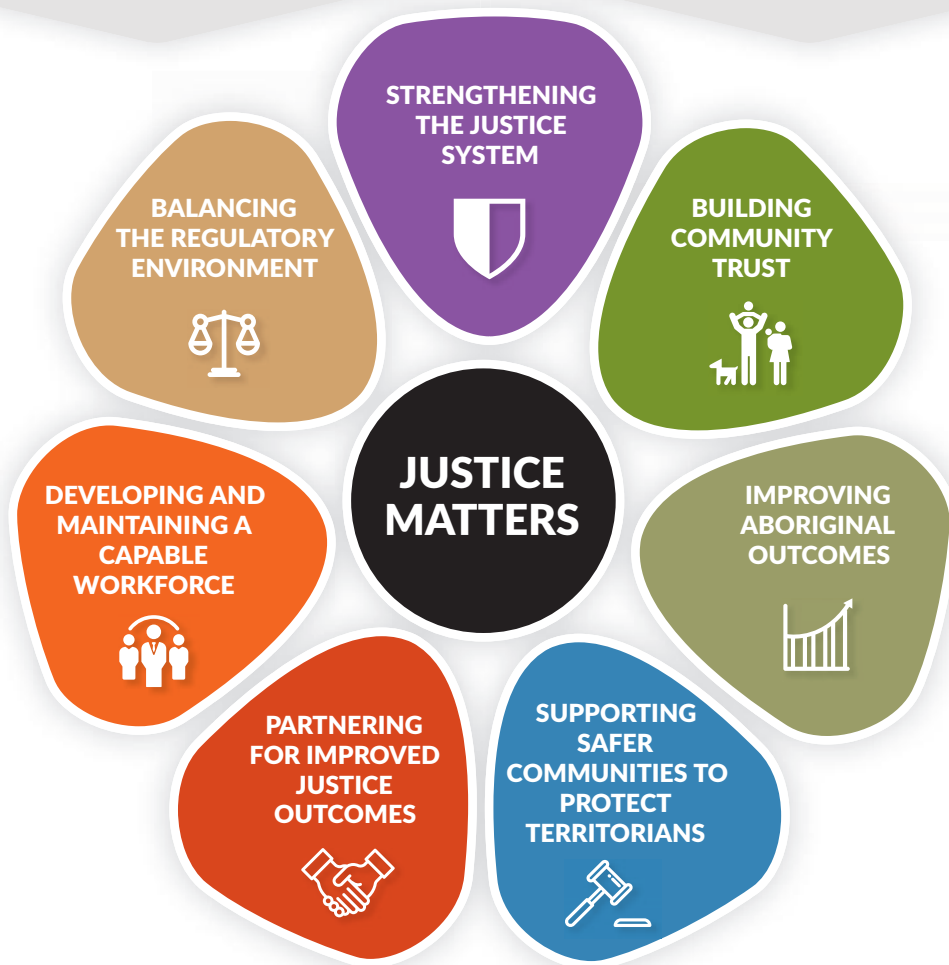 STRENGTHENING
THE JUSTICE
SYSTEM
BUILDING
COMMUNITY
TRUST
IMPROVING
ABORIGINAL
OUTCOMES
SUPPORTING
SAFER
COMMUNITIES TO
PROTECT
TERRITORIANS
PARTNERING
FOR IMPROVED
JUSTICE
OUTCOMES
DEVELOPING AND
MAINTAINING A
CAPABLE
WORKFORCE
BALANCING
THE REGULATORY
ENVIRONMENT
JUSTICE
MATTERS